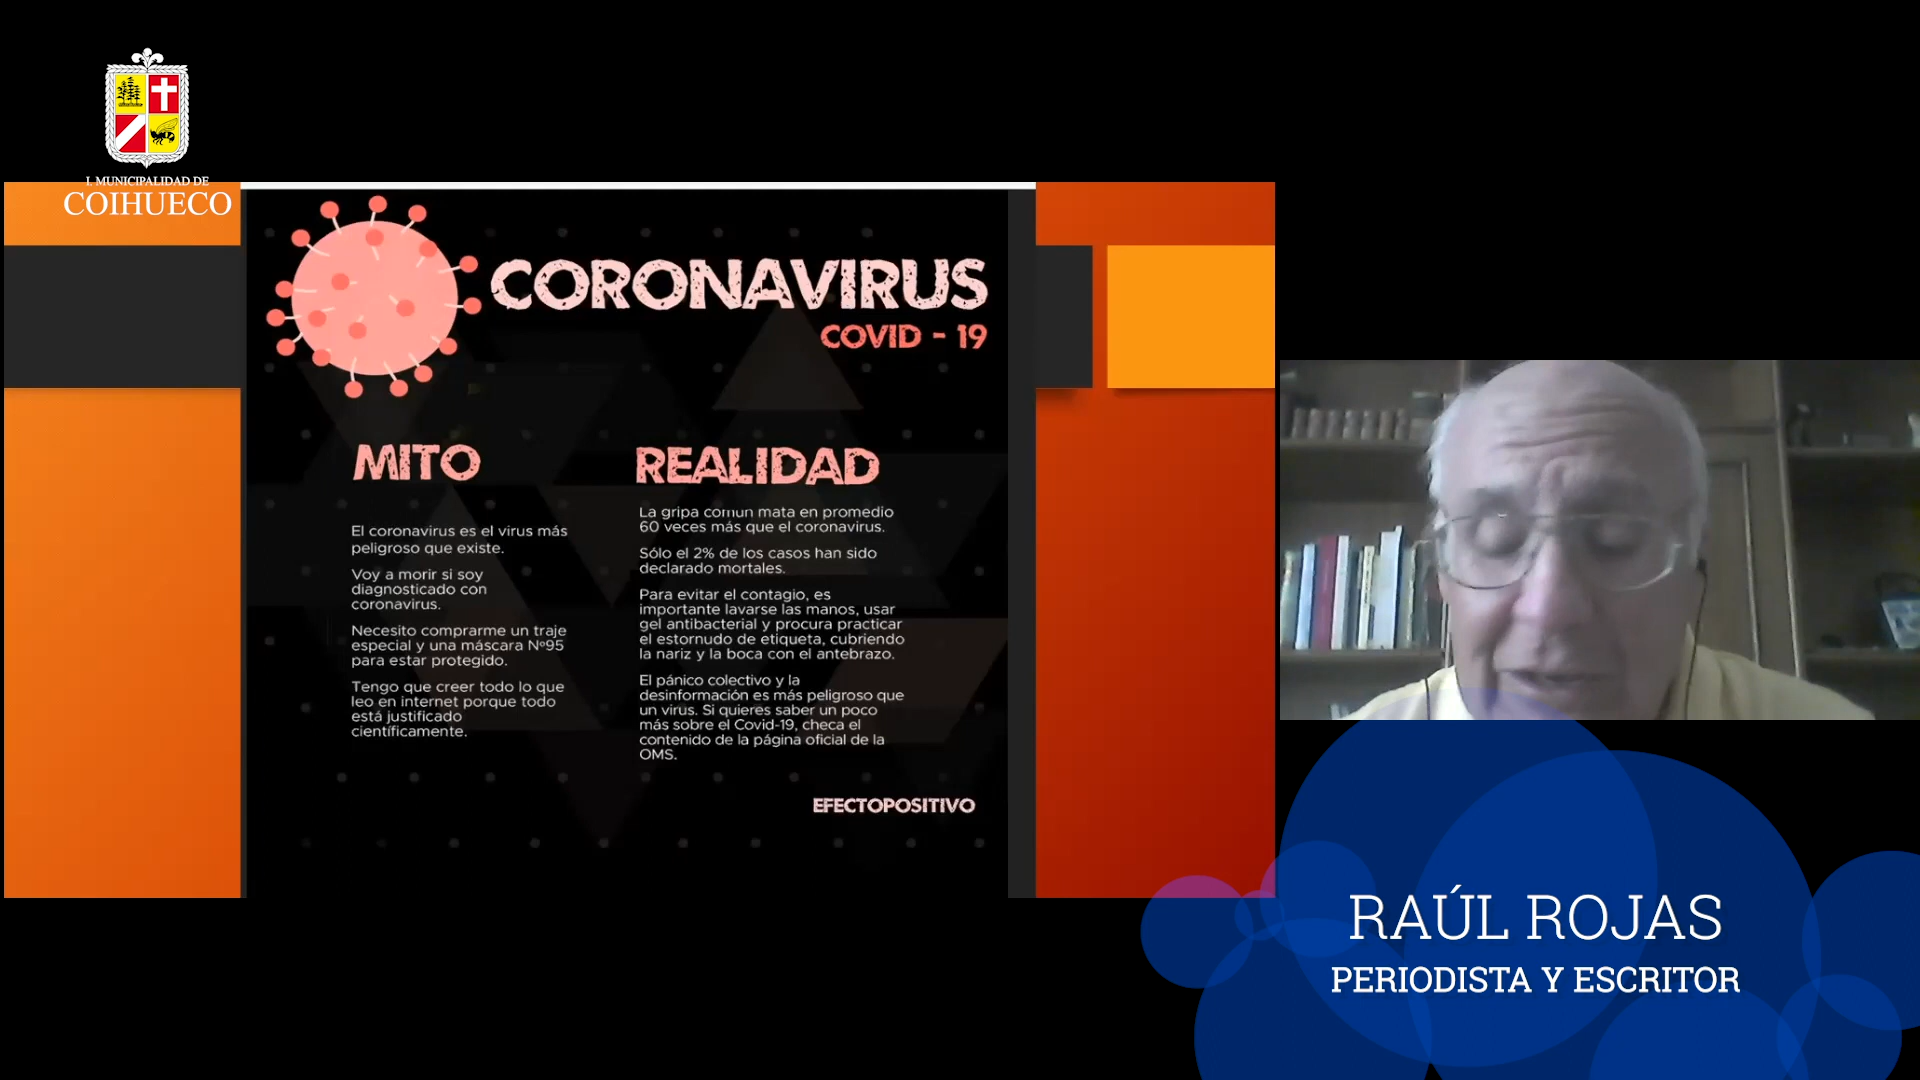 I. MUNICIPALIDAD DE
COIHUECO
CORONAVIRUS
COVID - 19
MITO
El coronavirus es el virus más
peligroso que existe.
Voy a morir si soy
diagnosticado con
coronavirus.
Necesito comprarme un traje
especial y una máscara Nº95
para estar protegido.
Tengo que creer todo lo que
leo en internet porque todo
está justificado
científicamente.
REALIDAD
La gripa comun mata en promedio
60 veces más que el coronavirus.
Sólo el 2% de los casos han sido
declarado mortales.
Para evitar el contagio, es
importante lavarse las manos, usar
gel antibacterial y procura practicar
el estornudo de etiqueta, cubriendo
la nariz y la boca con el antebrazo.
El pánico colectivo y la
desinformación es más peligroso que
un virus. Si quieres saber un poco
más sobre el Covid-19, checa el
contenido de la página oficial de la
OMS.
EFECTOPOSITIVO
RAÚL ROJAS
PERIODISTA Y ESCRITOR